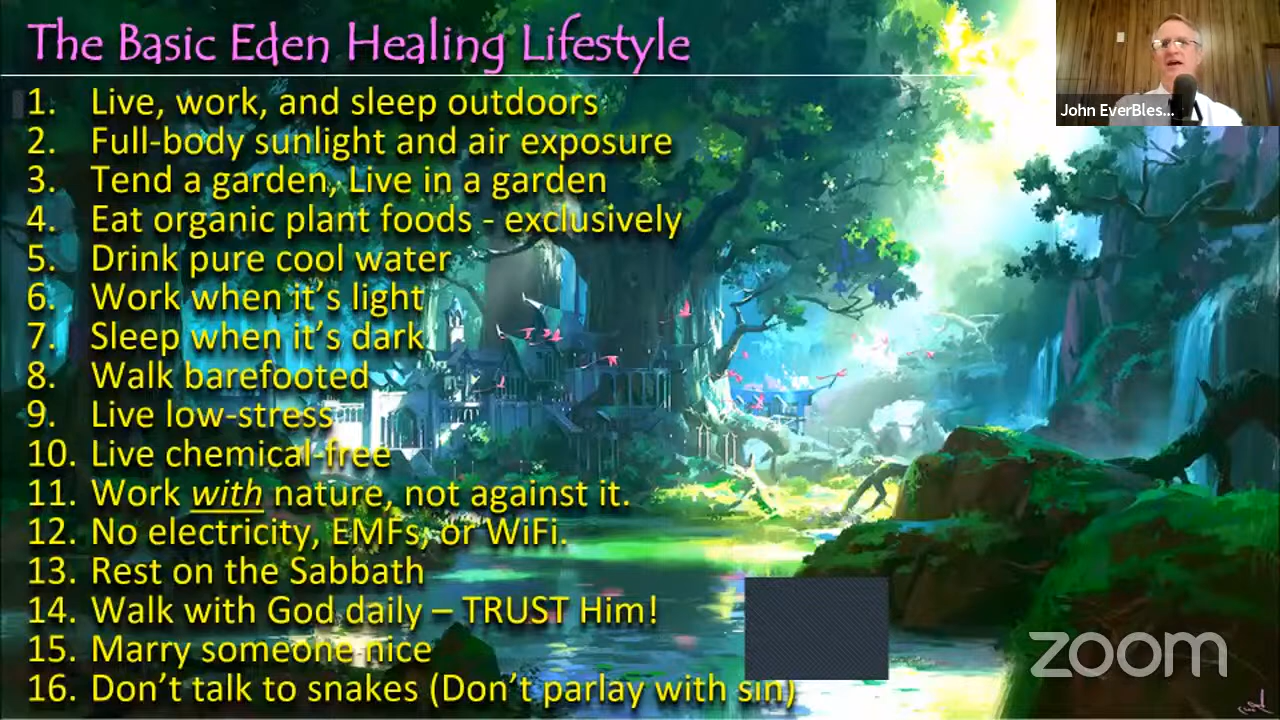 The Basic Eden Healing Lifestyle
John EverBles...
1. Live, work, and sleep outdoors
2. Full-body sunlight and air exposure
3. Tend a garden, Live in a garden
4. Eat organic plant foods - exclusively
5. Drink pure cool water
6. Work when it’s light
7. Sleep when it’s dark
8. Walk barefooted
9. Live low-stress
10. Live chemical-free
11. Work with nature, not against it.
12. No electricity, EMFs, or WiFi.
13. Rest on the Sabbath
14. Walk with God daily – TRUST Him!
15. Marry someone nice
16. Don’t talk to snakes (Don’t parlay with sin)
zoom